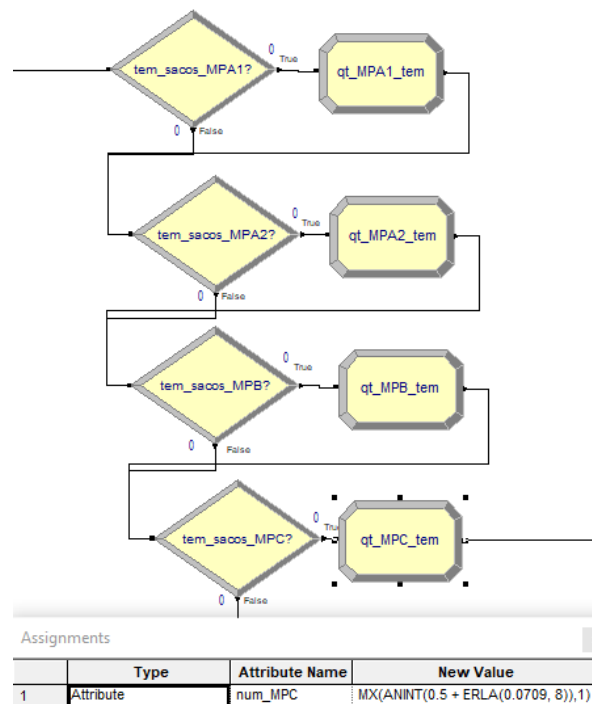 0
tem_sacos_MPA1?
True
qt_MPA1_tem
0
False
0
tem_sacos_MPA2?
True
qt_MPA2_tem
0
False
0
tem_sacos_MPB?
True
qt_MPB_tem
0
False
0
tem_sacos_MPC?
qt_MPC_tem
0
False
Assignments
Type Attribute Name New Value
1 Attribute num_MPC MX(ANINT(0.5 + ERLA(0.0709, 8)),1)